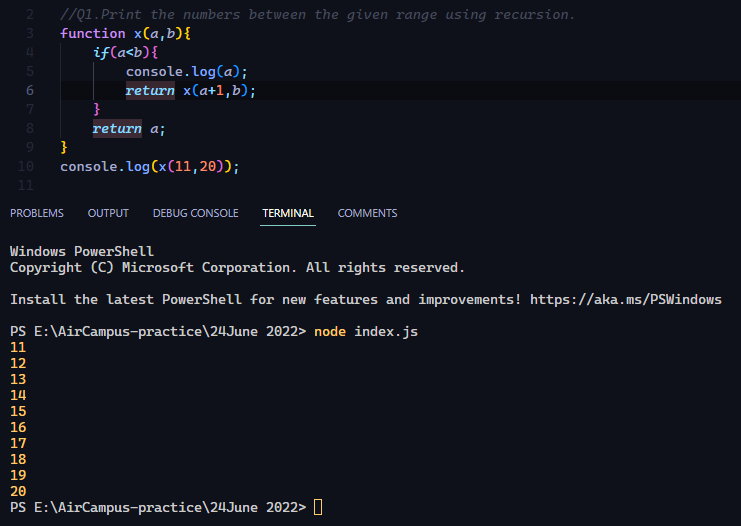 2 //Q1.Print the numbers between the given range using recursion.
3 function x(a,b){
4 if(a<b){
5 console.log(a);
6 return x(a+1,b);
7 }
8 return a;
9 }
10 console.log(x(11,20));
11
PROBLEMS OUTPUT DEBUG CONSOLE TERMINAL COMMENTS
Windows PowerShell
Copyright (C) Microsoft Corporation. All rights reserved.
Install the latest PowerShell for new features and improvements! https://aka.ms/PSWindows
PS E:\AirCampus-practice\24June 2022> node index.js
11
12
13
14
15
16
17
18
19
20
PS E:\AirCampus-practice\24June 2022>